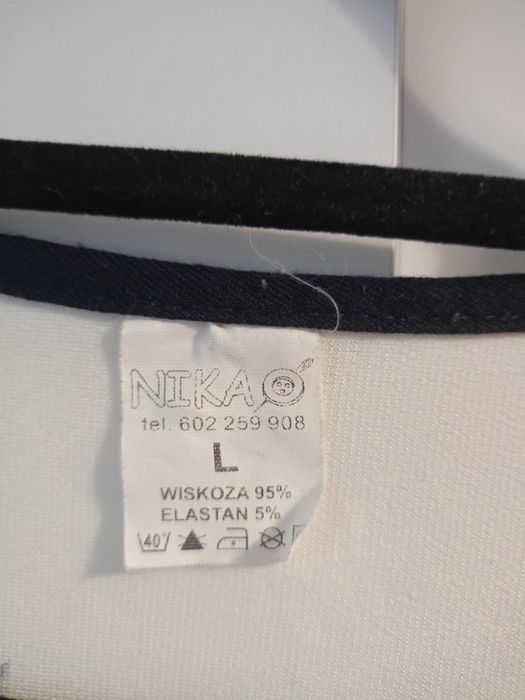 NIKA
tel. 602 259 908
L
WISKOZA 95%
ELASTAN 5%
40°